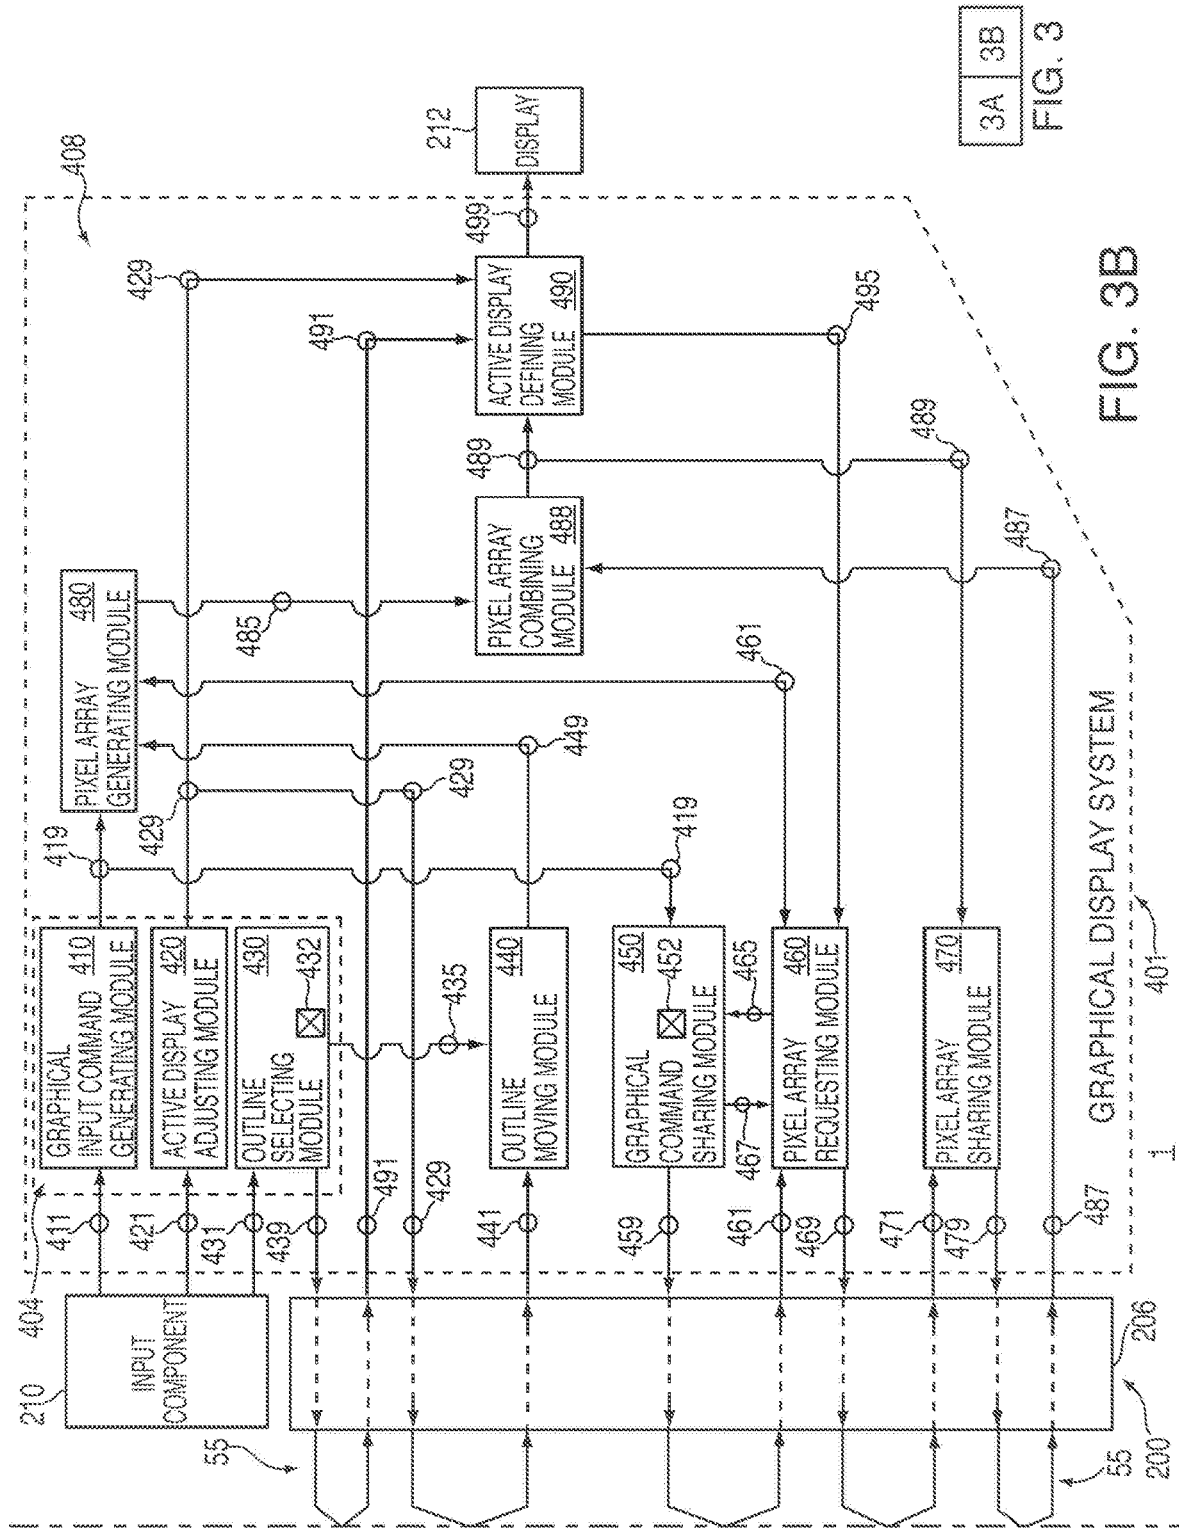 210
INPUT
COMPONENT
404
411
421
431
439
491
429
441
459
461
469
471
479
487
55
55
200
206
GRAPHICAL
INPUT COMMAND 410
GENERATING MODULE
ACTIVE DISPLAY 420
ADJUSTING MODULE
OUTLINE 430
SELECTING
MODULE 432
435
OUTLINE 440
MOVING MODULE
GRAPHICAL 450
COMMAND 452
SHARING MODULE
467
465
PIXEL ARRAY 460
REQUESTING MODULE
PIXEL ARRAY 470
SHARING MODULE
419
419
429
429
449
461
PIXEL ARRAY 480
GENERATING MODULE
485
PIXEL ARRAY
COMBINING
MODULE 488
487
489
489
491
429
ACTIVE DISPLAY
DEFINING
MODULE 490
495
499
408
212
DISPLAY
GRAPHICAL DISPLAY SYSTEM
401
1
FIG. 3B
3A 3B
FIG. 3